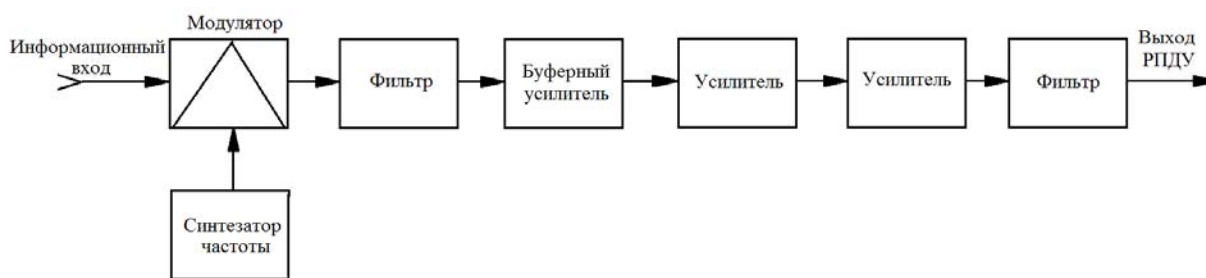 Модулятор
Информационный
вход
Фильтр
Буферный
усилитель
Усилитель
Усилитель
Фильтр
Выход
РПДУ
Синтезатор
частоты